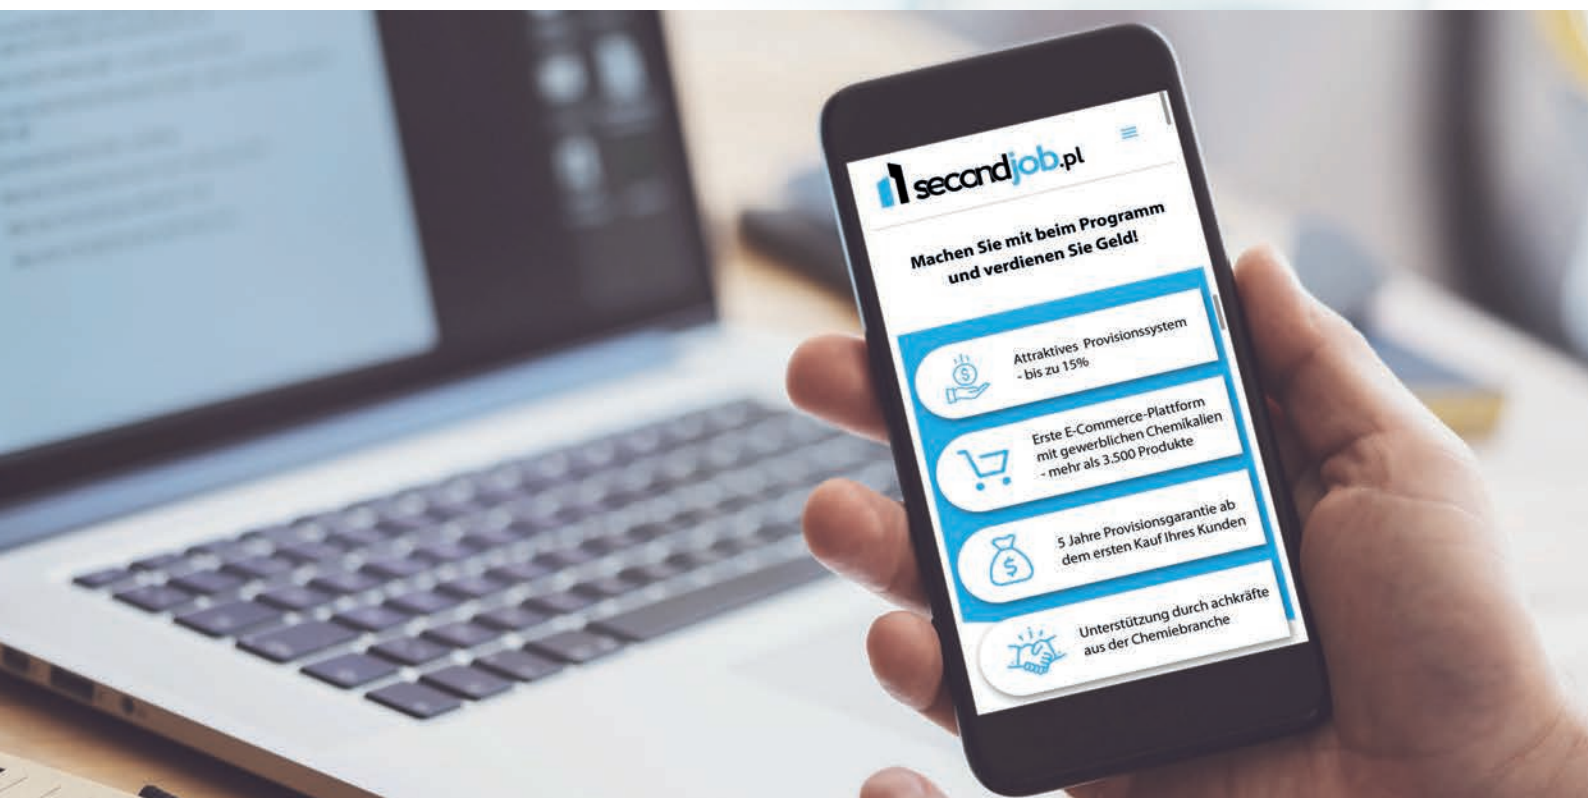 secondjob.pl
Machen Sie mit beim Programm
und verdienen Sie Geld!
Attraktives Provisionssystem
- bis zu 15%
Erste E-Commerce-Plattform
mit gewerblichen Chemikalien
- mehr als 3.500 Produkte
5 Jahre Provisionsgarantie ab
dem ersten Kauf Ihres Kunden
Unterstützung durch achkräfte
aus der Chemiebranche